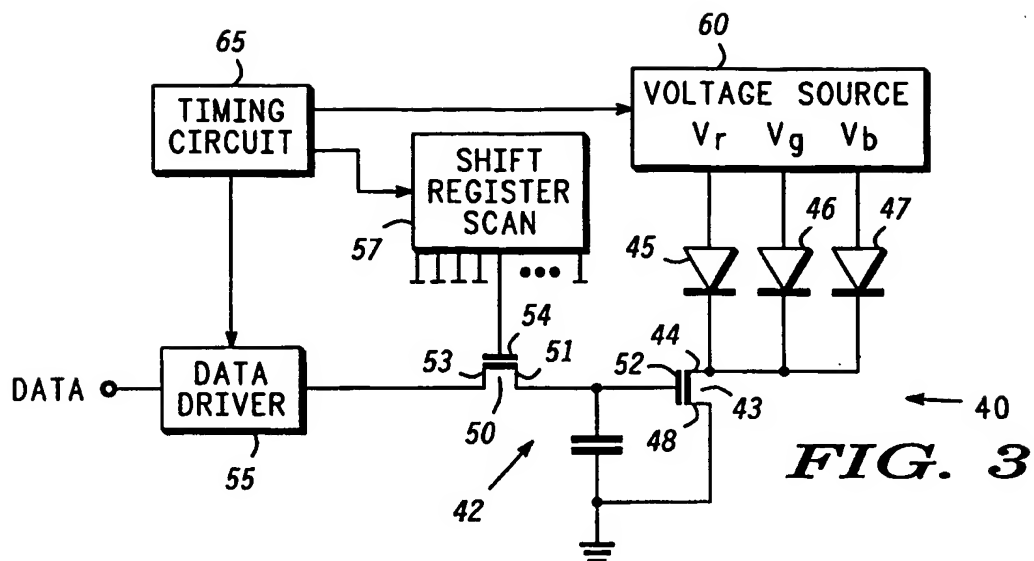 65
60
TIMING
CIRCUIT
VOLTAGE SOURCE
Vr Vg Vb
SHIFT
REGISTER
SCAN
57
45
46
47
54
53
51
50
52
44
43
48
DATA
DATA
DRIVER
55
42
40
FIG. 3